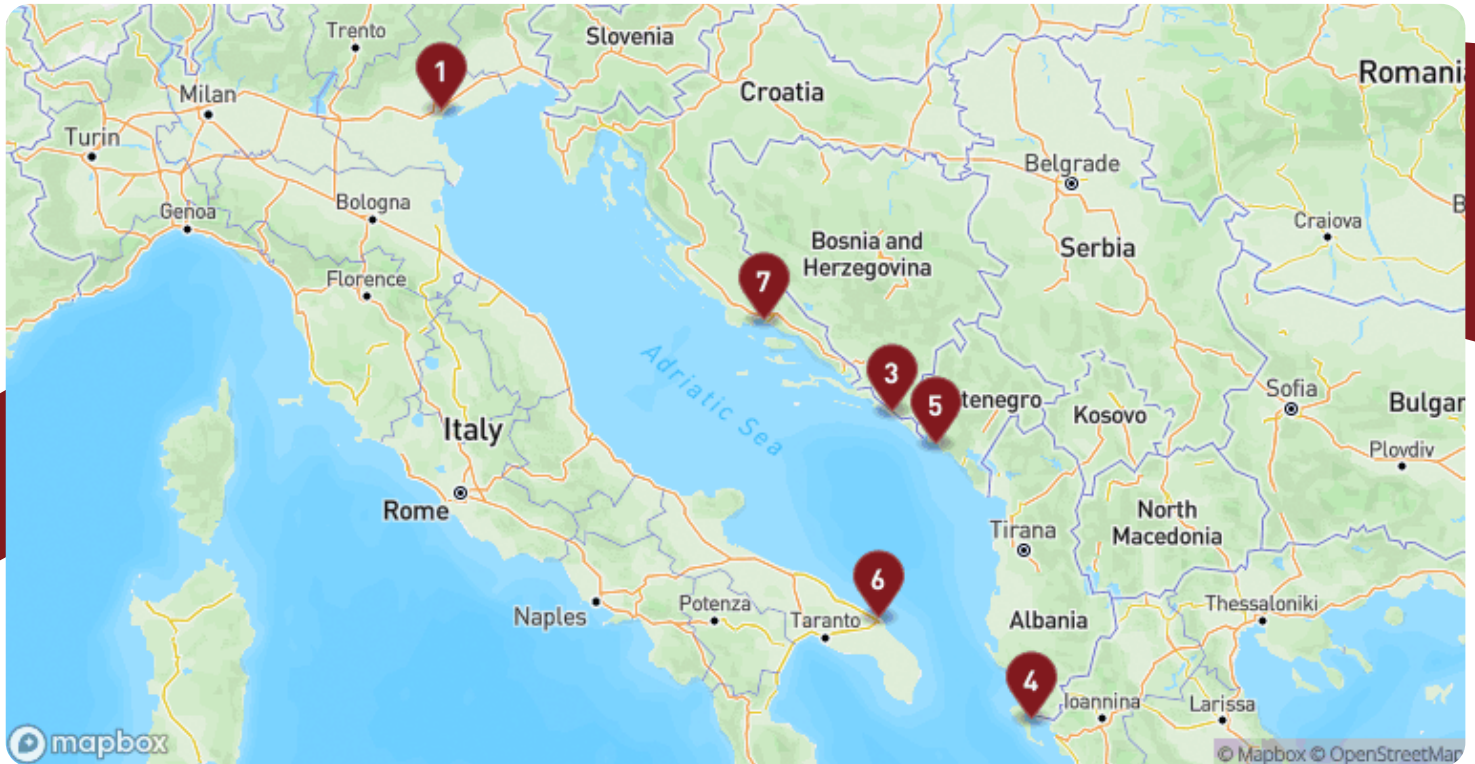 Trento
Slovenia
1
Romani
Croatia
Milan
Turin
Belgrade
Genoa
Bologna
B
Craiova
Bosnia and
Herzegovina
Serbia
Florence
7
3
Sofia
5
tenegro
Kosovo
Bulgar
Adriatic Sea
Italy
Plovdiv
Rome
North
Macedonia
Tirana
6
Naples
Potenza
Taranto
Thessaloniki
Albania
4
Ioannina
Larissa
mapbox
© Mapbox © OpenStreetMap